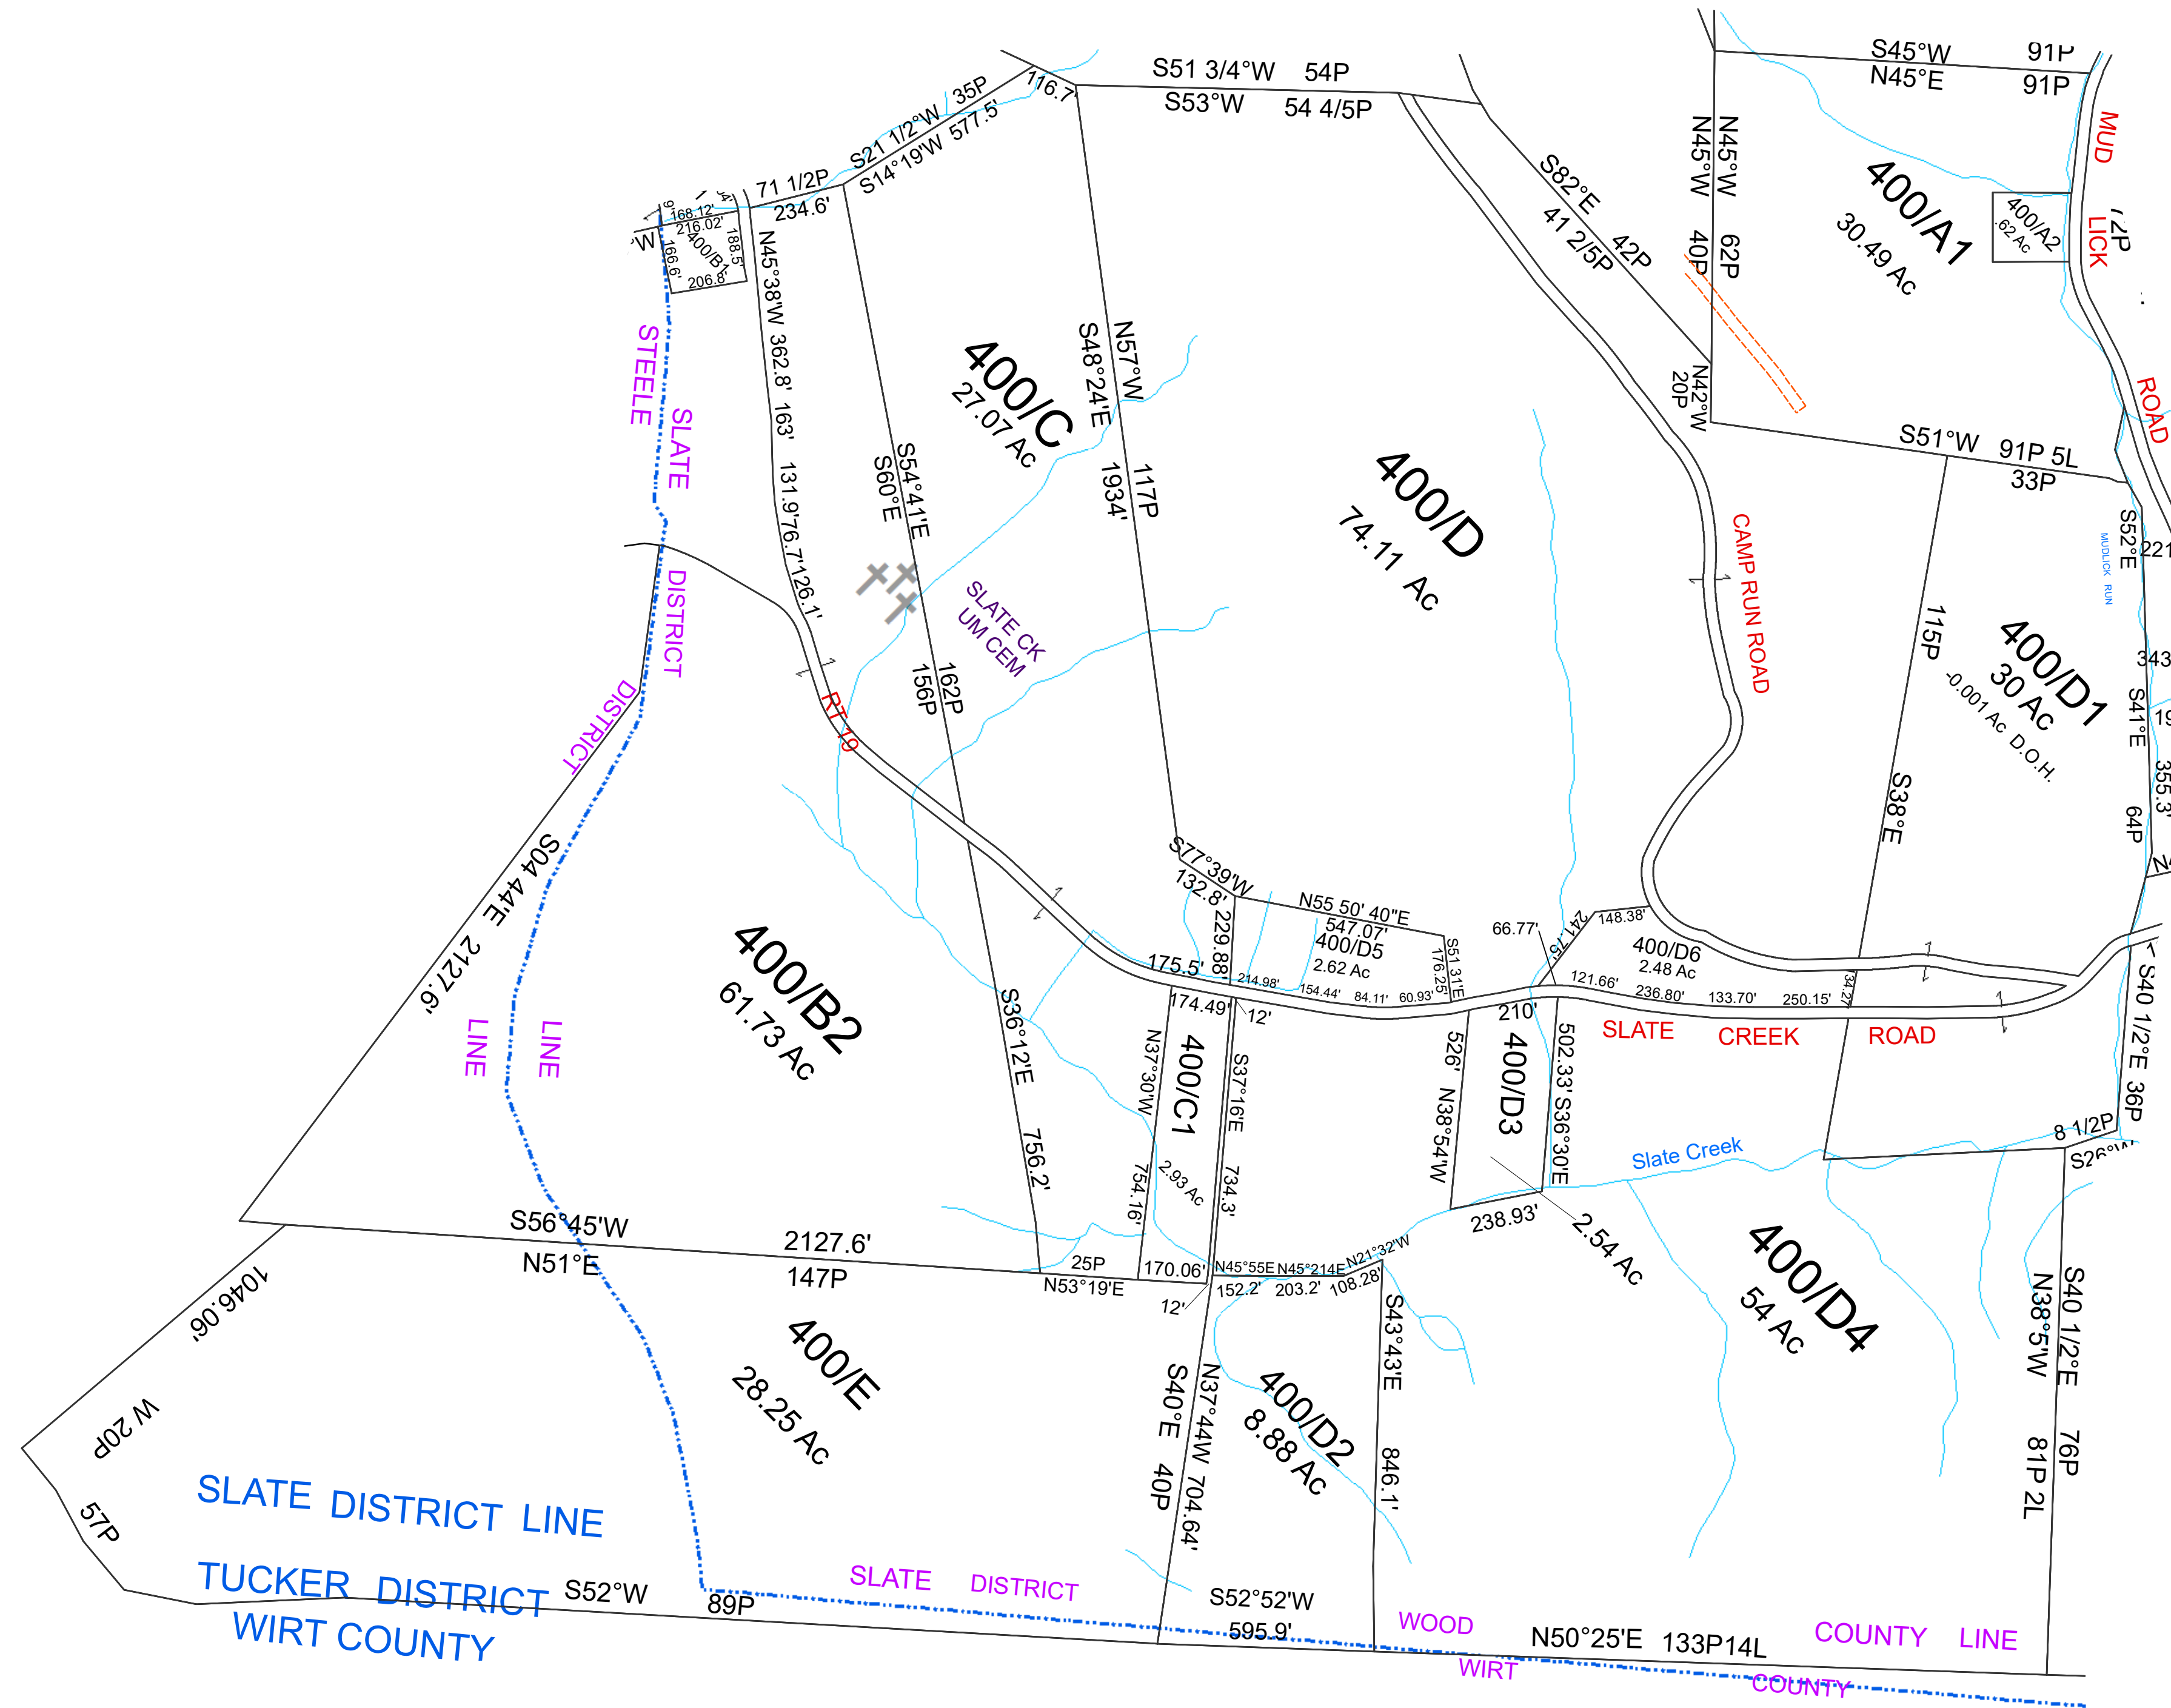 S51 3/4°W 54P
S53°W 54 4/5P
116.7'
S21 1/2°W 35P
S14°19'W 577.5'
71 1/2P
234.6'
168.12'
216.02'
400/B1
188.5'
166.6'
206.8'
°W
S45°W 91P
N45°E 91P
MUD
LICK
ROAD
72P
N45°W 40P
N45°W 62P
400/A1
30.49 Ac
400/A2
.62 Ac
S82°E 42P
41 2/5P
N42°W
20P
S51°W 91P 5L
33P
N45°38'W 362.8' 163' 131.9' 76.7' 126.1'
STEELE
SLATE
DISTRICT
DISTRICT
LINE
LINE
400/C
27.07 Ac
N57°W 117P
S48°24'E 1934'
S54°41'E 162P
S60°E 156P
SLATE CK
UM CEM
400/D
74.11 Ac
CAMP RUN ROAD
MUDLICK RUN
S52°E
221
343
S41°E
19
355.3'
64P
400/D1
30 Ac
-0.001 Ac D.O.H.
115P
S38°E
RT 19
S04 44'E 2127.6'
S77°39'W
132.8'
229.88'
N55 50' 40"E
547.07'
400/D5
2.62 Ac
S51 31'E
176.25'
214.98'
154.44'
84.11'
60.93'
66.77'
241.75'
148.38'
400/D6
2.48 Ac
121.66'
236.80'
133.70'
250.15'
134.27'
175.5'
174.49'
12'
210'
SLATE CREEK ROAD
400/B2
61.73 Ac
S36°12'E 756.2'
N37°30'W 754.16'
400/C1
2.93 Ac
S37°16'E 734.3'
526' N38°54'W
400/D3
502.33' S36°30'E
2.54 Ac
238.93'
Slate Creek
S40 1/2°E 36P
8 1/2P
S26°W
S56°45'W 2127.6'
N51°E 147P
25P
N53°19'E
170.06'
12'
N45°55E
152.2'
N45°214E
203.2'
N21°32'W
108.28'
1046.06'
W 20P
57P
400/E
28.25 Ac
S40°E 40P
N37°44W 704.64'
400/D2
8.88 Ac
S43°43'E 846.1'
400/D4
54 Ac
S40 1/2°E 76P
N38°5'W 81P 2L
SLATE DISTRICT LINE
TUCKER DISTRICT
WIRT COUNTY
S52°W 89P
SLATE DISTRICT
S52°52'W
595.9'
WOOD COUNTY LINE
N50°25'E 133P14L
WIRT COUNTY